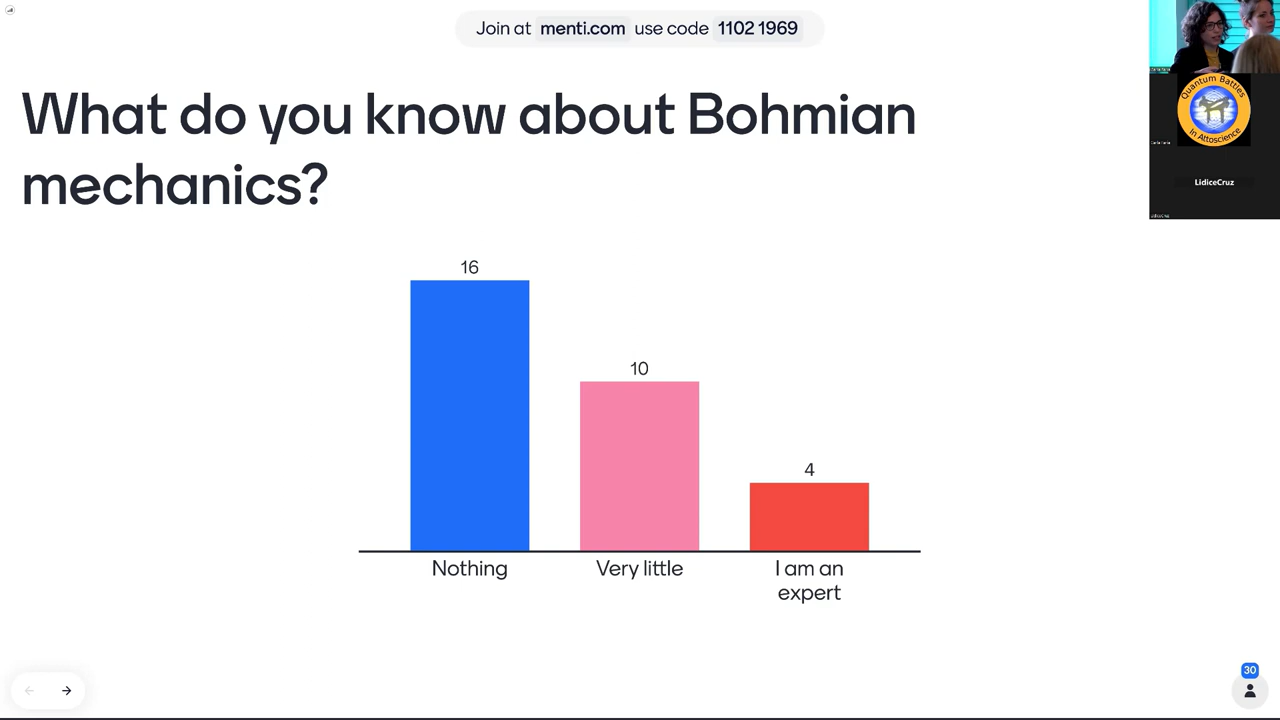 Join at menti.com use code 1102 1969
What do you know about Bohmian
mechanics?
16
10
4
Nothing
Very little
I am an
expert
Quantum Battles
In Attoscience
LidiceCruz
30